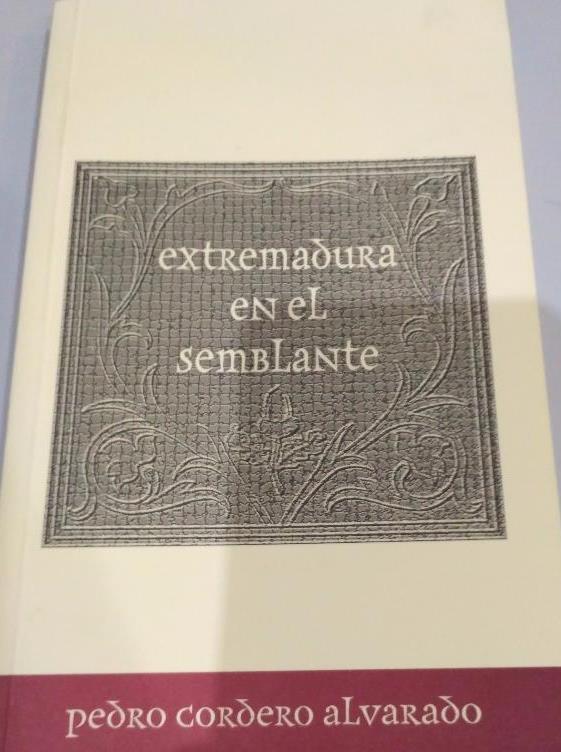 extremadura
en el
semblante
pedro cordero alvarado